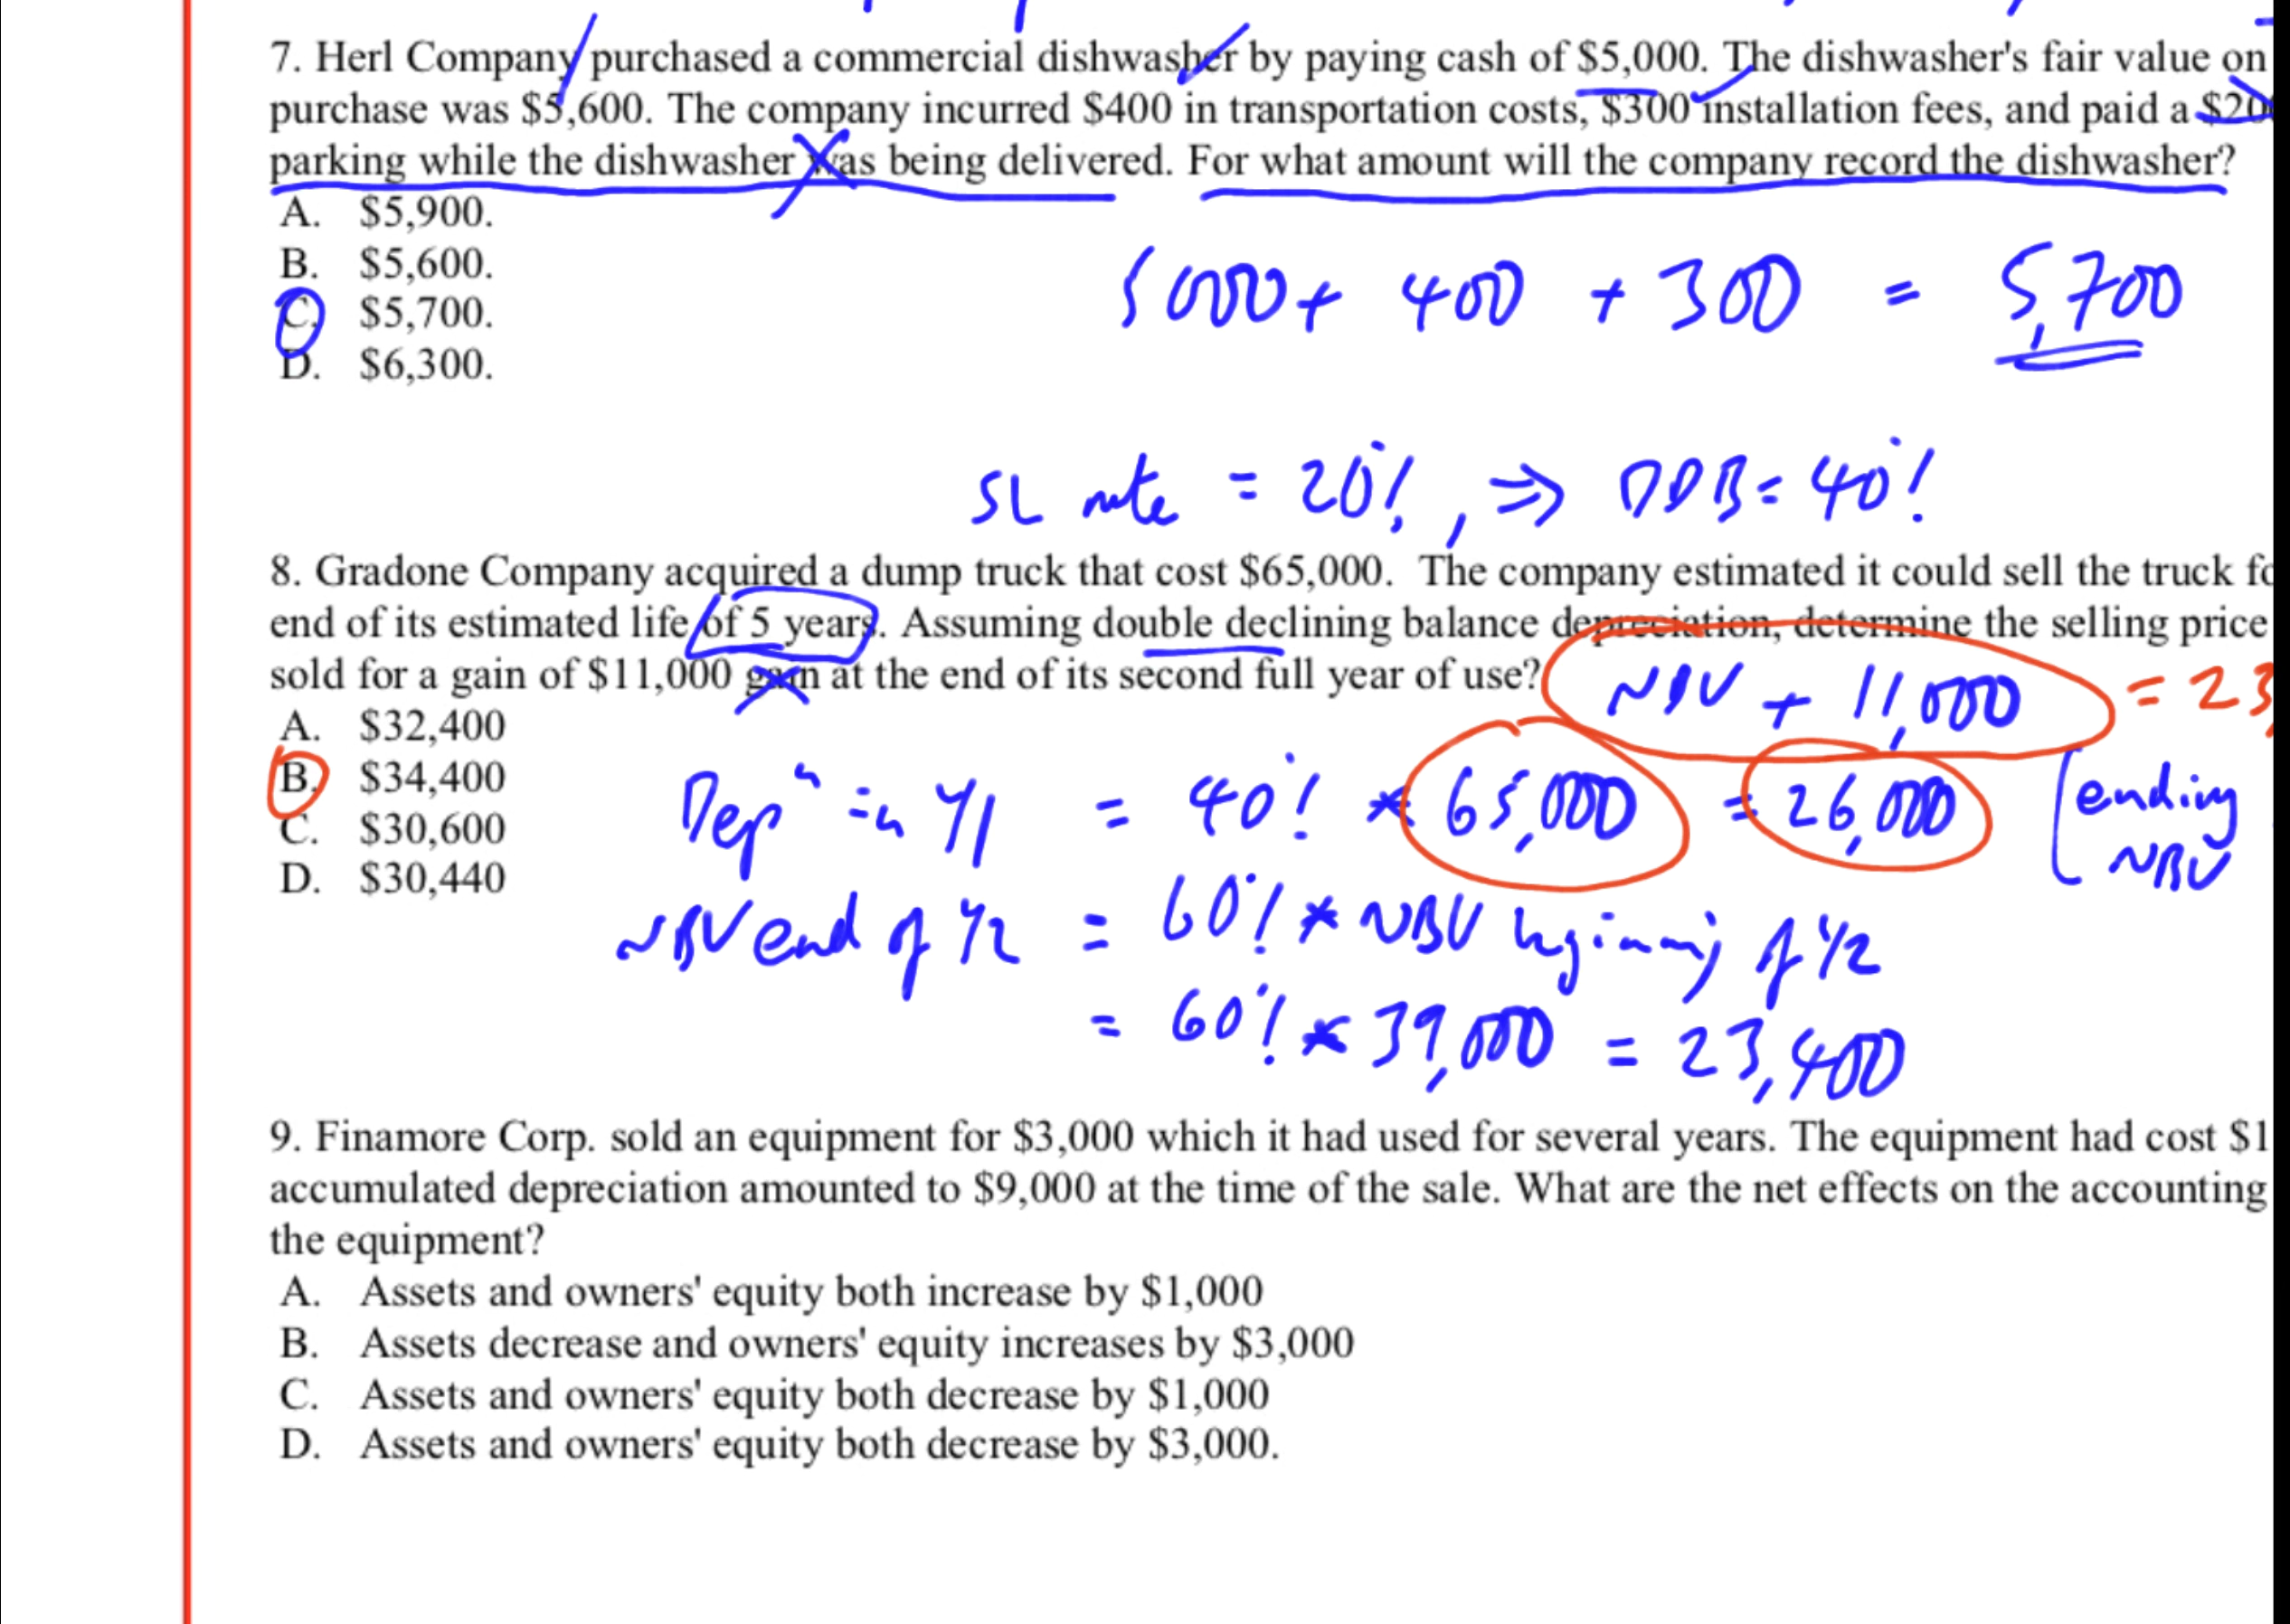 7. Herl Company purchased a commercial dishwasher by paying cash of $5,000. The dishwasher's fair value on
purchase was $5,600. The company incurred $400 in transportation costs, $300 installation fees, and paid a $20
parking while the dishwasher was being delivered. For what amount will the company record the dishwasher?
A. $5,900.
B. $5,600.
C. $5,700.
D. $6,300.
5000 + 400 + 300 = 5,700
SL rate = 20%, ⇒ DDB = 40%
8. Gradone Company acquired a dump truck that cost $65,000. The company estimated it could sell the truck fo
end of its estimated life of 5 years. Assuming double declining balance depreciation, determine the selling price
sold for a gain of $11,000 gain at the end of its second full year of use?
NBV + 11,000 = 23,
A. $32,400
B. $34,400
C. $30,600
D. $30,440
Depn in Y1 = 40% * 65,000 = 26,000 [ending
NBV
NBV end of Y2 = 60% * NBV beginning of Y2
= 60% * 39,000 = 23,400
9. Finamore Corp. sold an equipment for $3,000 which it had used for several years. The equipment had cost $1
accumulated depreciation amounted to $9,000 at the time of the sale. What are the net effects on the accounting
the equipment?
A. Assets and owners' equity both increase by $1,000
B. Assets decrease and owners' equity increases by $3,000
C. Assets and owners' equity both decrease by $1,000
D. Assets and owners' equity both decrease by $3,000.